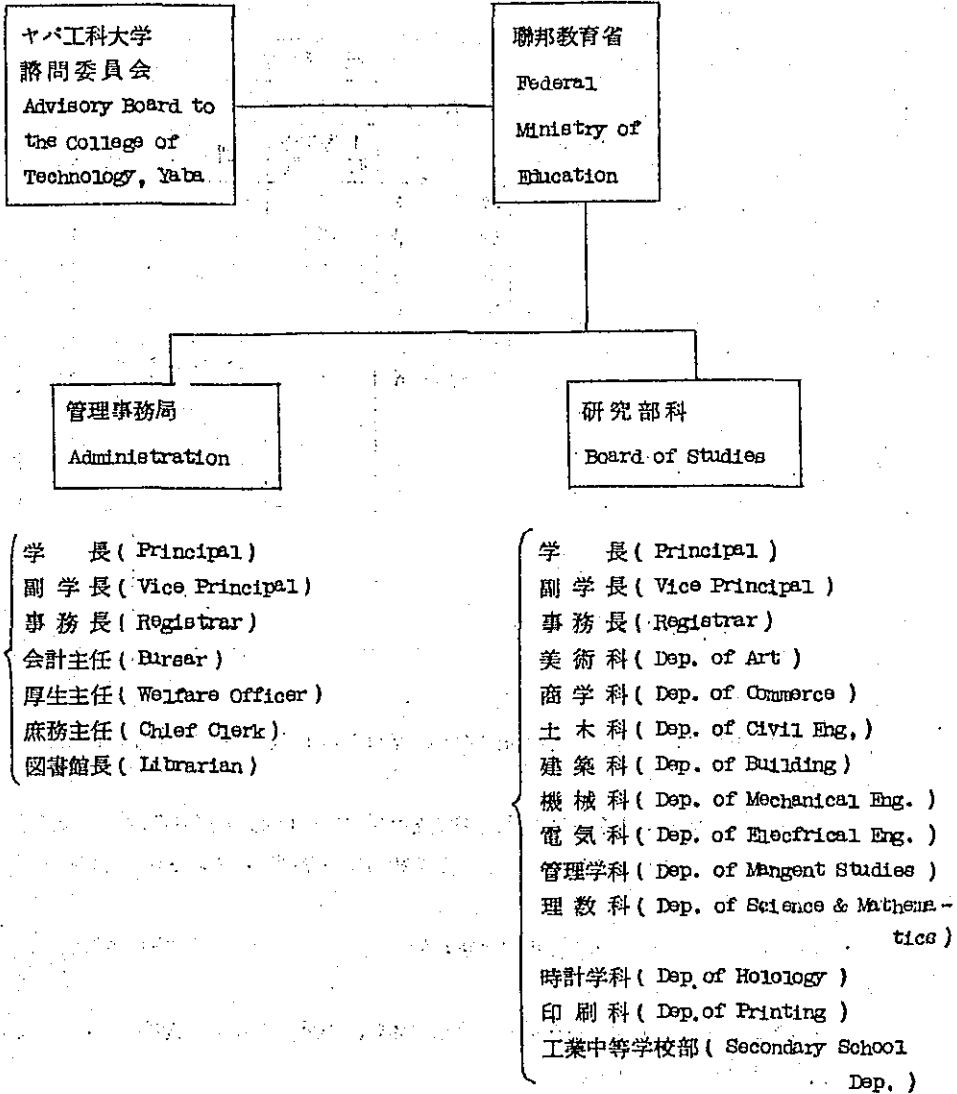 ヤバ工科大学
諮問委員会
Advisory Board to
the College of
Technology, Yaba
聯邦教育省
Federal
Ministry of
Education
管理事務局
Administration
研究部科
Board of Studies
学 長 ( Principal )
副 学 長 ( Vice Principal )
事 務 長 ( Registrar )
会計主任 ( Bursar )
厚生主任 ( Welfare Officer )
庶務主任 ( Chief Clerk )
図書館長 ( Librarian )
学 長 ( Principal )
副 学 長 ( Vice Principal )
事 務 長 ( Registrar )
美 術 科 ( Dep. of Art )
商 学 科 ( Dep. of Commerce )
土 木 科 ( Dep. of Civil Eng, )
建 築 科 ( Dep. of Building )
機 械 科 ( Dep. of Mechanical Eng. )
電 気 科 ( Dep. of Elecfrical Eng. )
管理学科 ( Dep. of Mangent Studies )
理 数 科 ( Dep. of Science & Mathema-
tics )
時計学科 ( Dep. of Holology )
印 刷 科 ( Dep. of Printing )
工業中等学校部 ( Secondary School
Dep. )